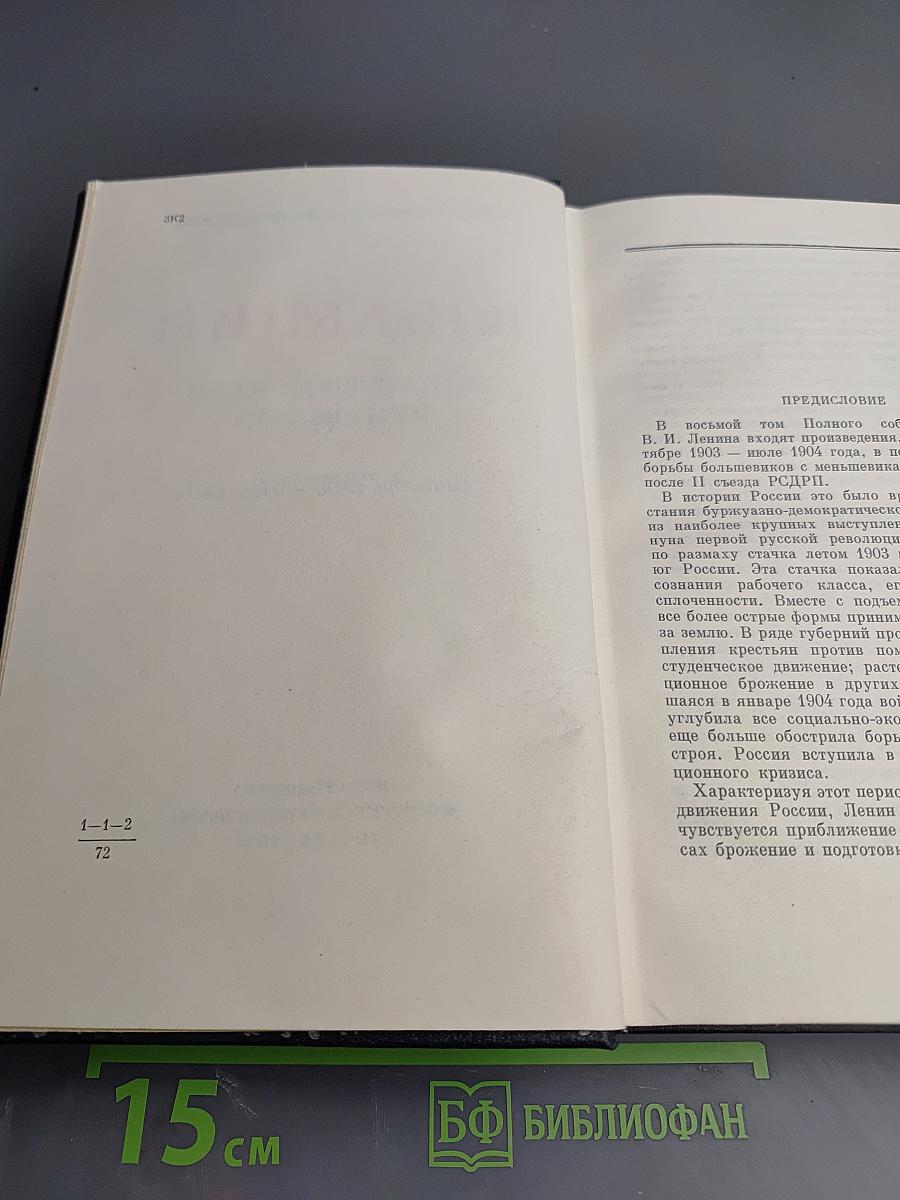 3К2
1—1—2
72
ПРЕДИСЛОВИЕ
В восьмой том Полного соб
В. И. Ленина входят произведения.
тябре 1903 — июле 1904 года, в пе
борьбы большевиков с меньшевика
после II съезда РСДРП.
В истории России это было вр
стания буржуазно-демократическо
из наиболее крупных выступлен
нуна первой русской революци
по размаху стачка летом 1903 г
юг России. Эта стачка показал
сознания рабочего класса, ег
сплоченности. Вместе с подъем
все более острые формы приним
за землю. В ряде губерний про
пления крестьян против пом
студенческое движение; расте
ционное брожение в других
шаяся в январе 1904 года вой
углубила все социально-эко
еще больше обострила борь
строя. Россия вступила в
ционного кризиса.
Характеризуя этот перио
движения России, Ленин
чувствуется приближение
сах брожение и подготовк
15 см
БФ БИБЛИОФАН